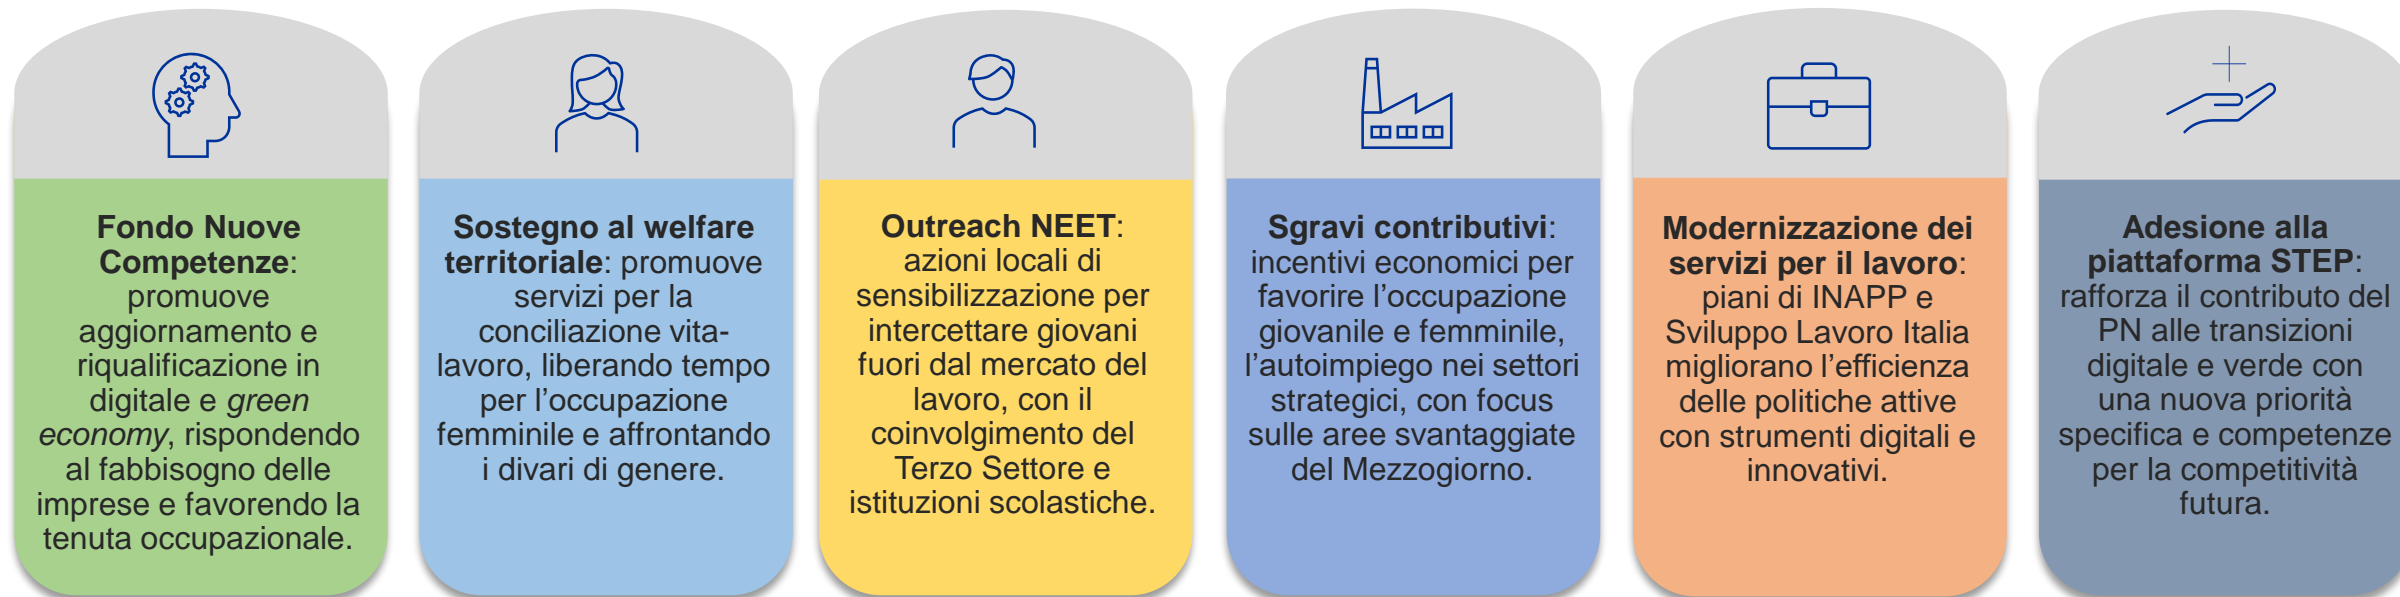 Fondo Nuove
Competenze:
promuove
aggiornamento e
riqualificazione in
digitale e green
economy, rispondendo
al fabbisogno delle
imprese e favorendo la
tenuta occupazionale.
Sostegno al welfare
territoriale: promuove
servizi per la
conciliazione vita-
lavoro, liberando tempo
per l’occupazione
femminile e affrontando
i divari di genere.
Outreach NEET:
azioni locali di
sensibilizzazione per
intercettare giovani
fuori dal mercato del
lavoro, con il
coinvolgimento del
Terzo Settore e
istituzioni scolastiche.
Sgravi contributivi:
incentivi economici per
favorire l’occupazione
giovanile e femminile,
l’autoimpiego nei settori
strategici, con focus
sulle aree svantaggiate
del Mezzogiorno.
Modernizzazione dei
servizi per il lavoro:
piani di INAPP e
Sviluppo Lavoro Italia
migliorano l’efficienza
delle politiche attive
con strumenti digitali e
innovativi.
Adesione alla
piattaforma STEP:
rafforza il contributo del
PN alle transizioni
digitale e verde con
una nuova priorità
specifica e competenze
per la competitività
futura.